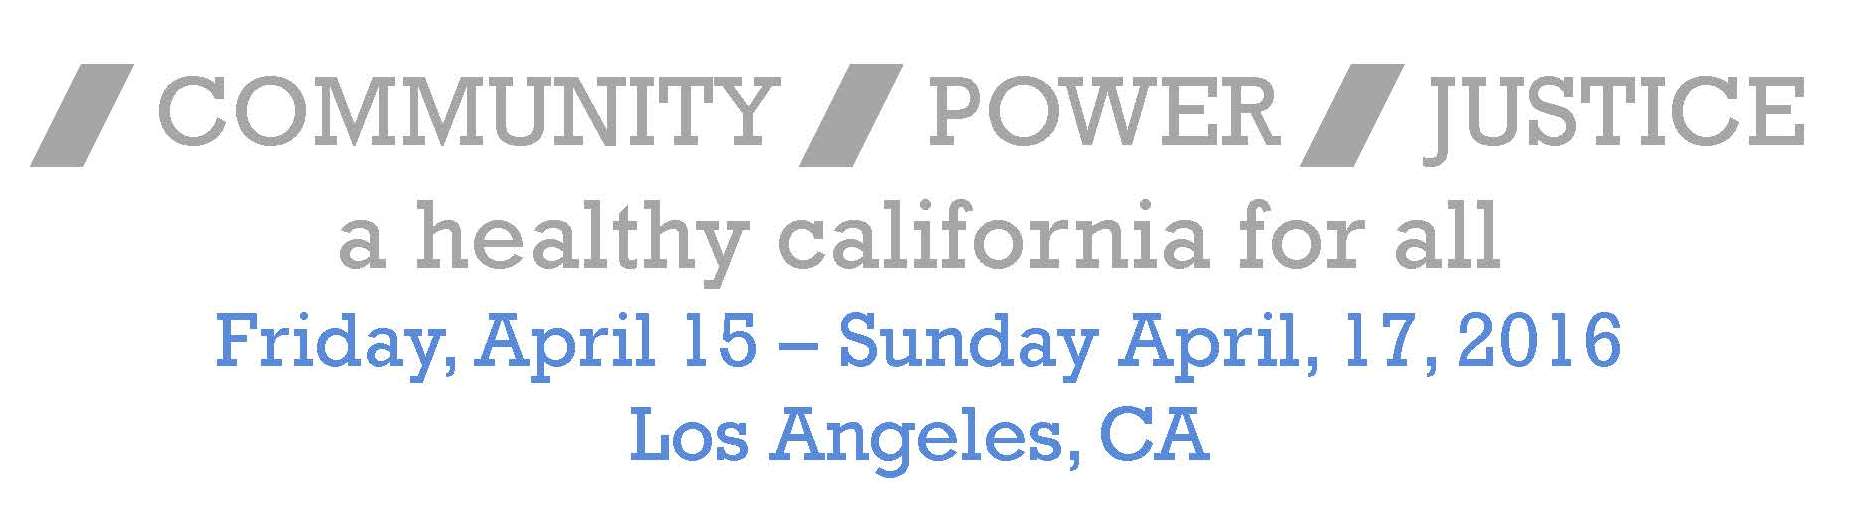 COMMUNITY POWER JUSTICE
a healthy california for all
Friday, April 15 – Sunday April, 17, 2016
Los Angeles, CA